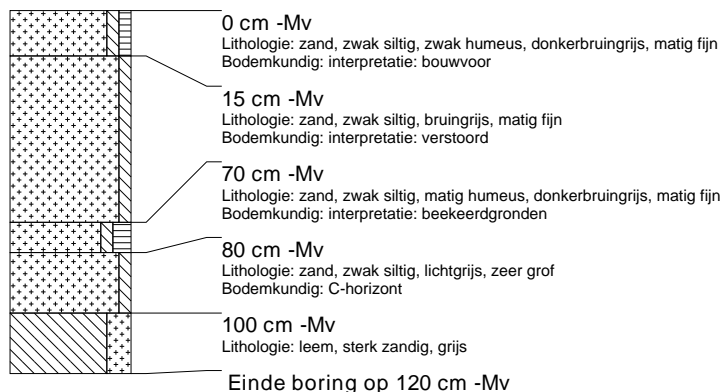 0 cm -Mv
Lithologie: zand, zwak siltig, zwak humeus, donkerbruingrijs, matig fijn
Bodemkundig: interpretatie: bouwvoor
15 cm -Mv
Lithologie: zand, zwak siltig, bruingrijs, matig fijn
Bodemkundig: interpretatie: verstoord
70 cm -Mv
Lithologie: zand, zwak siltig, matig humeus, donkerbruingrijs, matig fijn
Bodemkundig: interpretatie: beekeerdgronden
80 cm -Mv
Lithologie: zand, zwak siltig, lichtgrijs, zeer grof
Bodemkundig: C-horizont
100 cm -Mv
Lithologie: leem, sterk zandig, grijs
Einde boring op 120 cm -Mv